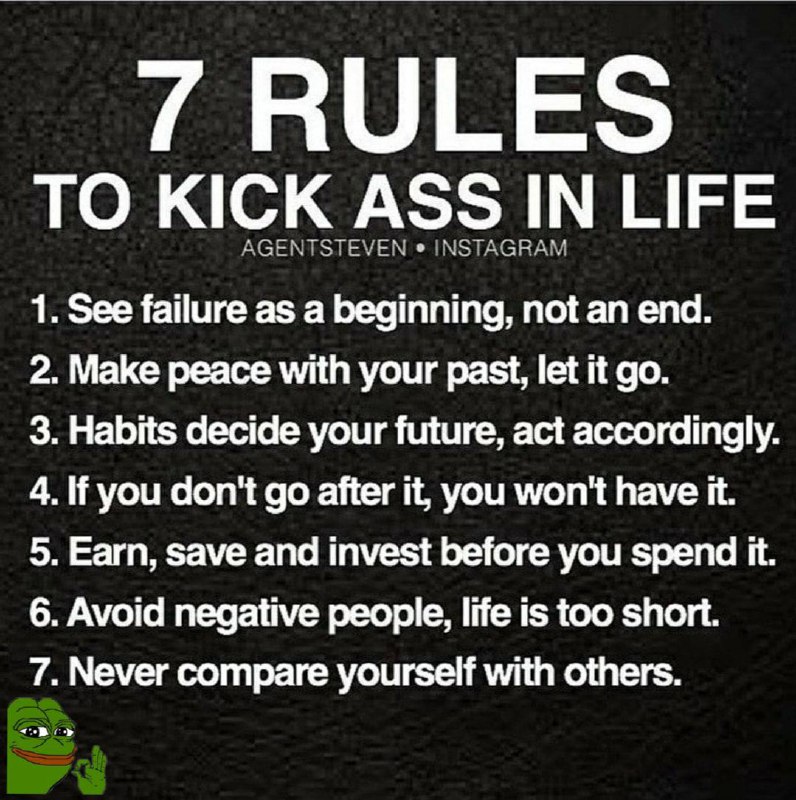 7 RULES
TO KICK ASS IN LIFE
AGENTSTEVEN • INSTAGRAM
1. See failure as a beginning, not an end.
2. Make peace with your past, let it go.
3. Habits decide your future, act accordingly.
4. If you don't go after it, you won't have it.
5. Earn, save and invest before you spend it.
6. Avoid negative people, life is too short.
7. Never compare yourself with others.